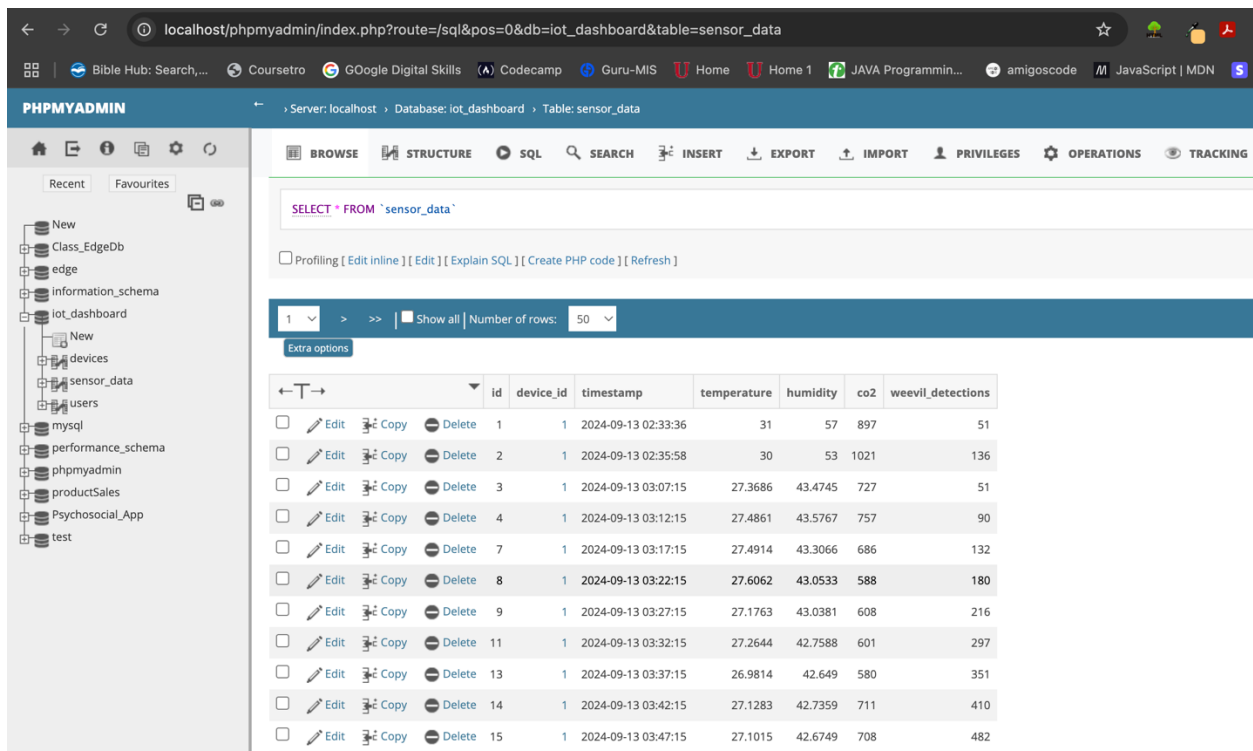 localhost/phpmyadmin/index.php?route=/sql&pos=0&db=iot_dashboard&table=sensor_data
Bible Hub: Search,... Coursetro GOogle Digital Skills Codecamp Guru-MIS Home Home 1 JAVA Programmin... amigoscode JavaScript | MDN
PHPMYADMIN
← › Server: localhost › Database: iot_dashboard › Table: sensor_data
BROWSE STRUCTURE SQL SEARCH INSERT EXPORT IMPORT PRIVILEGES OPERATIONS TRACKING
Recent Favourites
New
Class_EdgeDb
edge
information_schema
iot_dashboard
New
devices
sensor_data
users
mysql
performance_schema
phpmyadmin
productSales
Psychosocial_App
test
SELECT * FROM `sensor_data`
Profiling [ Edit inline ] [ Edit ] [ Explain SQL ] [ Create PHP code ] [ Refresh ]
1 > >> | Show all | Number of rows: 50
Extra options
←T→ id device_id timestamp temperature humidity co2 weevil_detections
Edit Copy Delete 1 1 2024-09-13 02:33:36 31 57 897 51
Edit Copy Delete 2 1 2024-09-13 02:35:58 30 53 1021 136
Edit Copy Delete 3 1 2024-09-13 03:07:15 27.3686 43.4745 727 51
Edit Copy Delete 4 1 2024-09-13 03:12:15 27.4861 43.5767 757 90
Edit Copy Delete 7 1 2024-09-13 03:17:15 27.4914 43.3066 686 132
Edit Copy Delete 8 1 2024-09-13 03:22:15 27.6062 43.0533 588 180
Edit Copy Delete 9 1 2024-09-13 03:27:15 27.1763 43.0381 608 216
Edit Copy Delete 11 1 2024-09-13 03:32:15 27.2644 42.7588 601 297
Edit Copy Delete 13 1 2024-09-13 03:37:15 26.9814 42.649 580 351
Edit Copy Delete 14 1 2024-09-13 03:42:15 27.1283 42.7359 711 410
Edit Copy Delete 15 1 2024-09-13 03:47:15 27.1015 42.6749 708 482